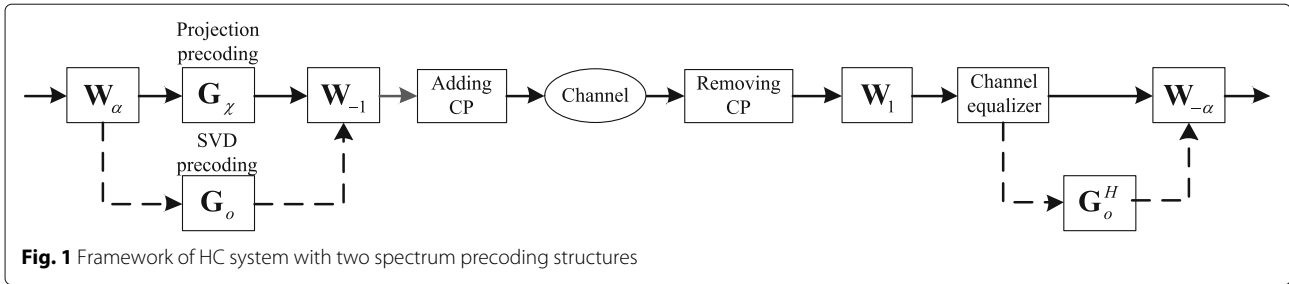 Projection
precoding
W_α
G_χ
W_{-1}
Adding
CP
Channel
Removing
CP
W_1
Channel
equalizer
W_{-α}
SVD
precoding
G_o
G_o^H
Fig. 1 Framework of HC system with two spectrum precoding structures